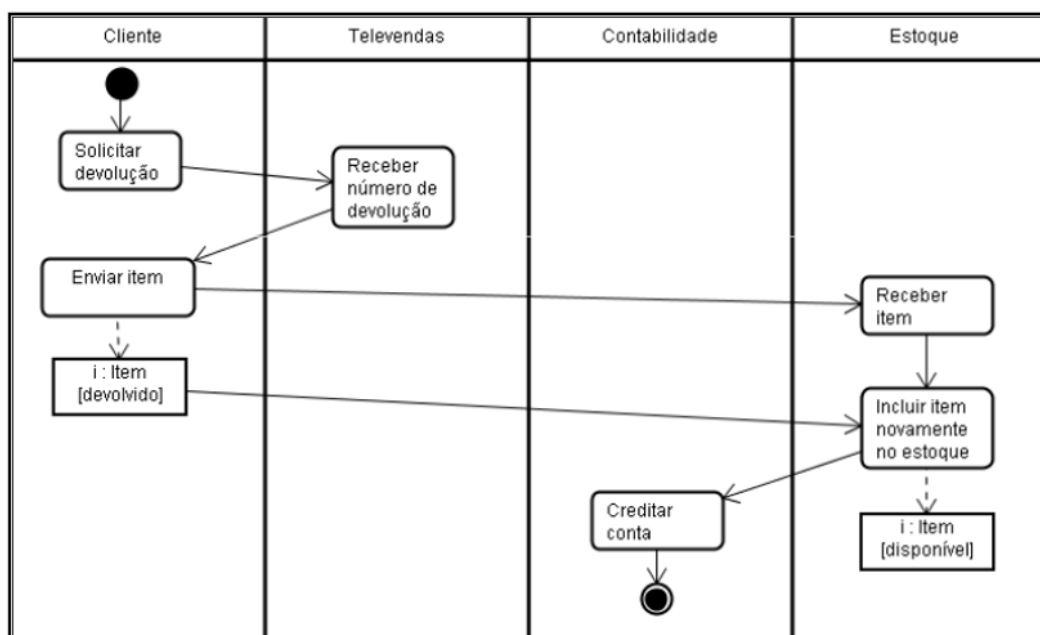 Cliente
Televendas
Contabilidade
Estoque
Solicitar
devolução
Receber
número de
devolução
Enviar item
Receber
item
i : Item
[devolvido]
Incluir item
novamente
no estoque
Creditar
conta
i : Item
[disponível]